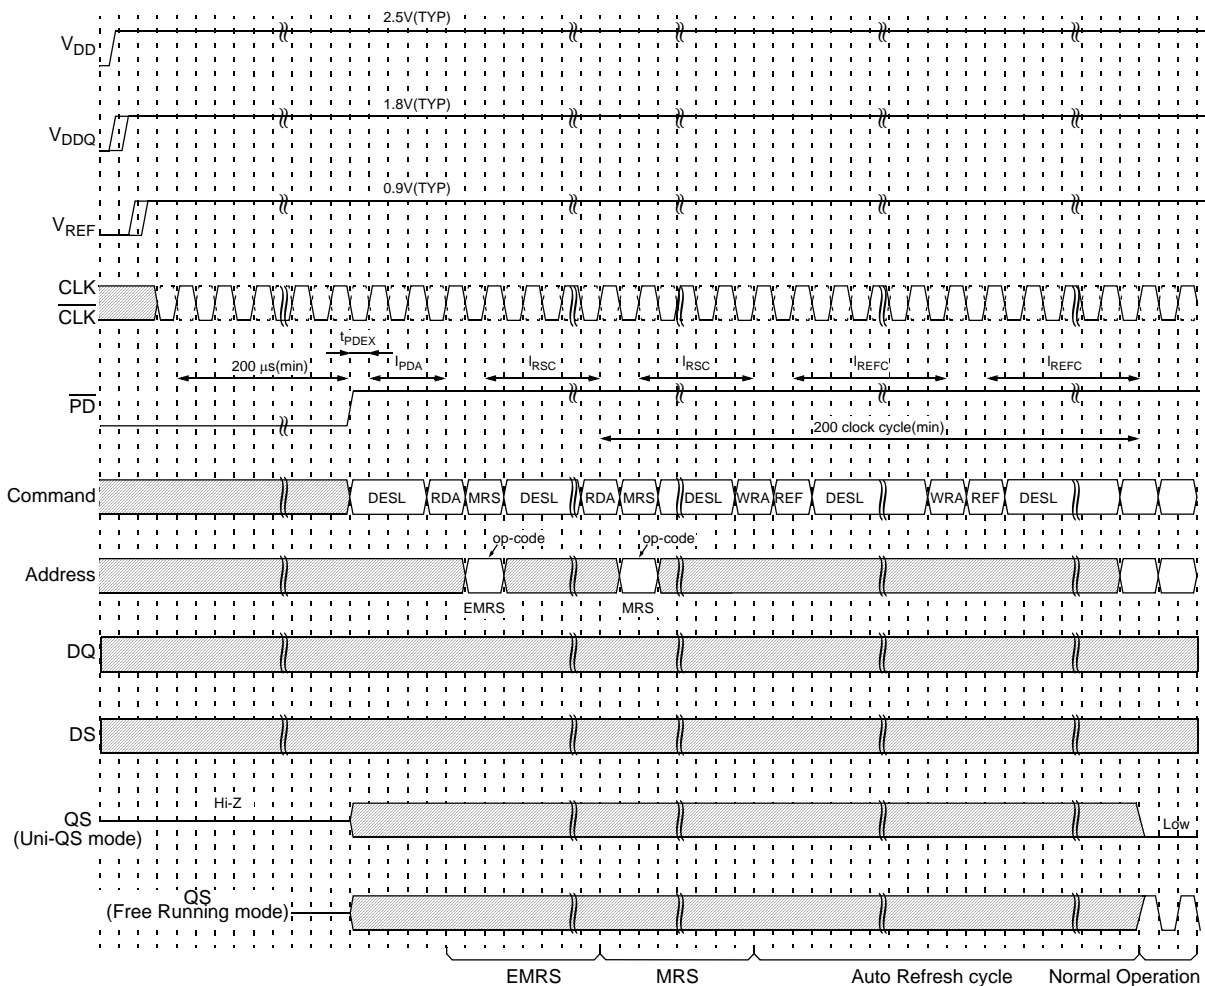 2.5V(TYP)
VDD
1.8V(TYP)
VDDQ
0.9V(TYP)
VREF
CLK
CLK
tPDEX
200 μs(min)
lPDA
lRSC
lRSC
lREFC
lREFC
PD
200 clock cycle(min)
Command
DESL
RDA
MRS
DESL
RDA
MRS
DESL
WRA
REF
DESL
WRA
REF
DESL
op-code
op-code
Address
EMRS
MRS
DQ
DS
Hi-Z
QS
(Uni-QS mode)
Low
QS
(Free Running mode)
EMRS
MRS
Auto Refresh cycle
Normal Operation